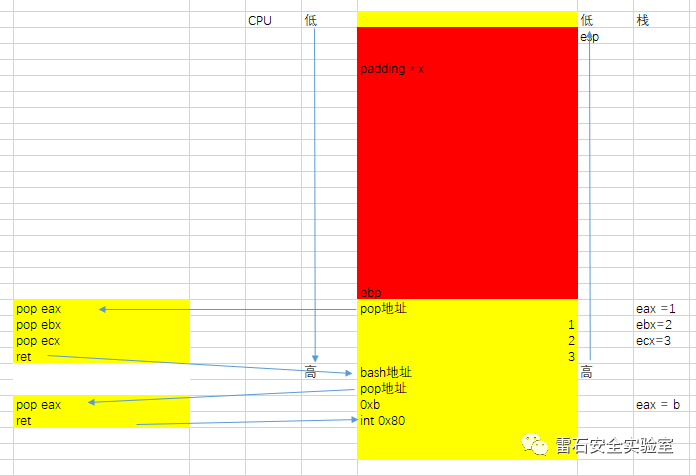 CPU 低 低 栈
esp
padding * x
ebp
pop eax pop地址 eax =1
pop ebx 1 ebx=2
pop ecx 2 ecx=3
ret 3
高 bash地址 高
pop地址
pop eax 0xb eax = b
ret int 0x80
雷石安全实验室